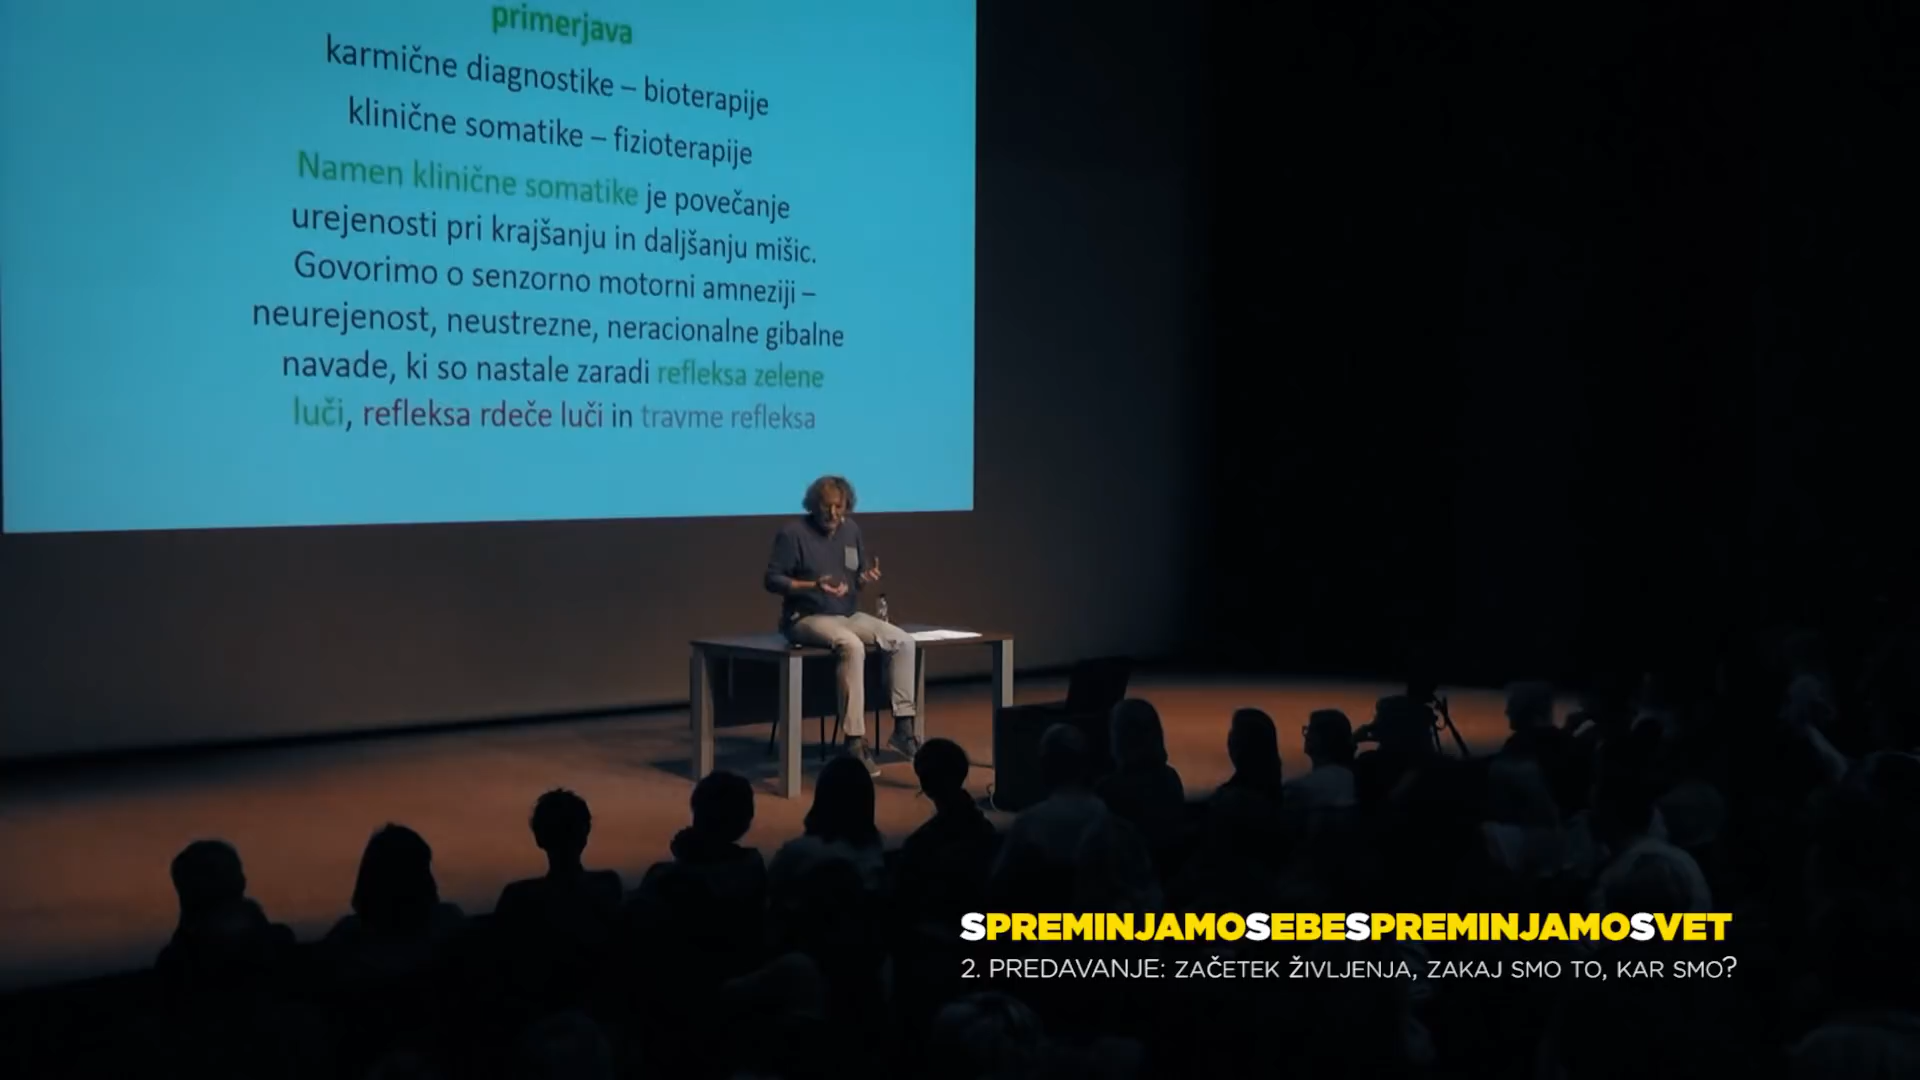 primerjava
karmične diagnostike – bioterapije
klinične somatike – fizioterapije
Namen klinične somatike je povečanje
urejenosti pri krajšanju in daljšanju mišic.
Govorimo o senzorno motorni amneziji –
neurejenost, neustrezne, neracionalne gibalne
navade, ki so nastale zaradi refleksa zelene
luči, refleksa rdeče luči in travme refleksa
SPREMINJAMOSEBESPREMINJAMOSVET
2. PREDAVANJE: ZAČETEK ŽIVLJENJA, ZAKAJ SMO TO, KAR SMO?